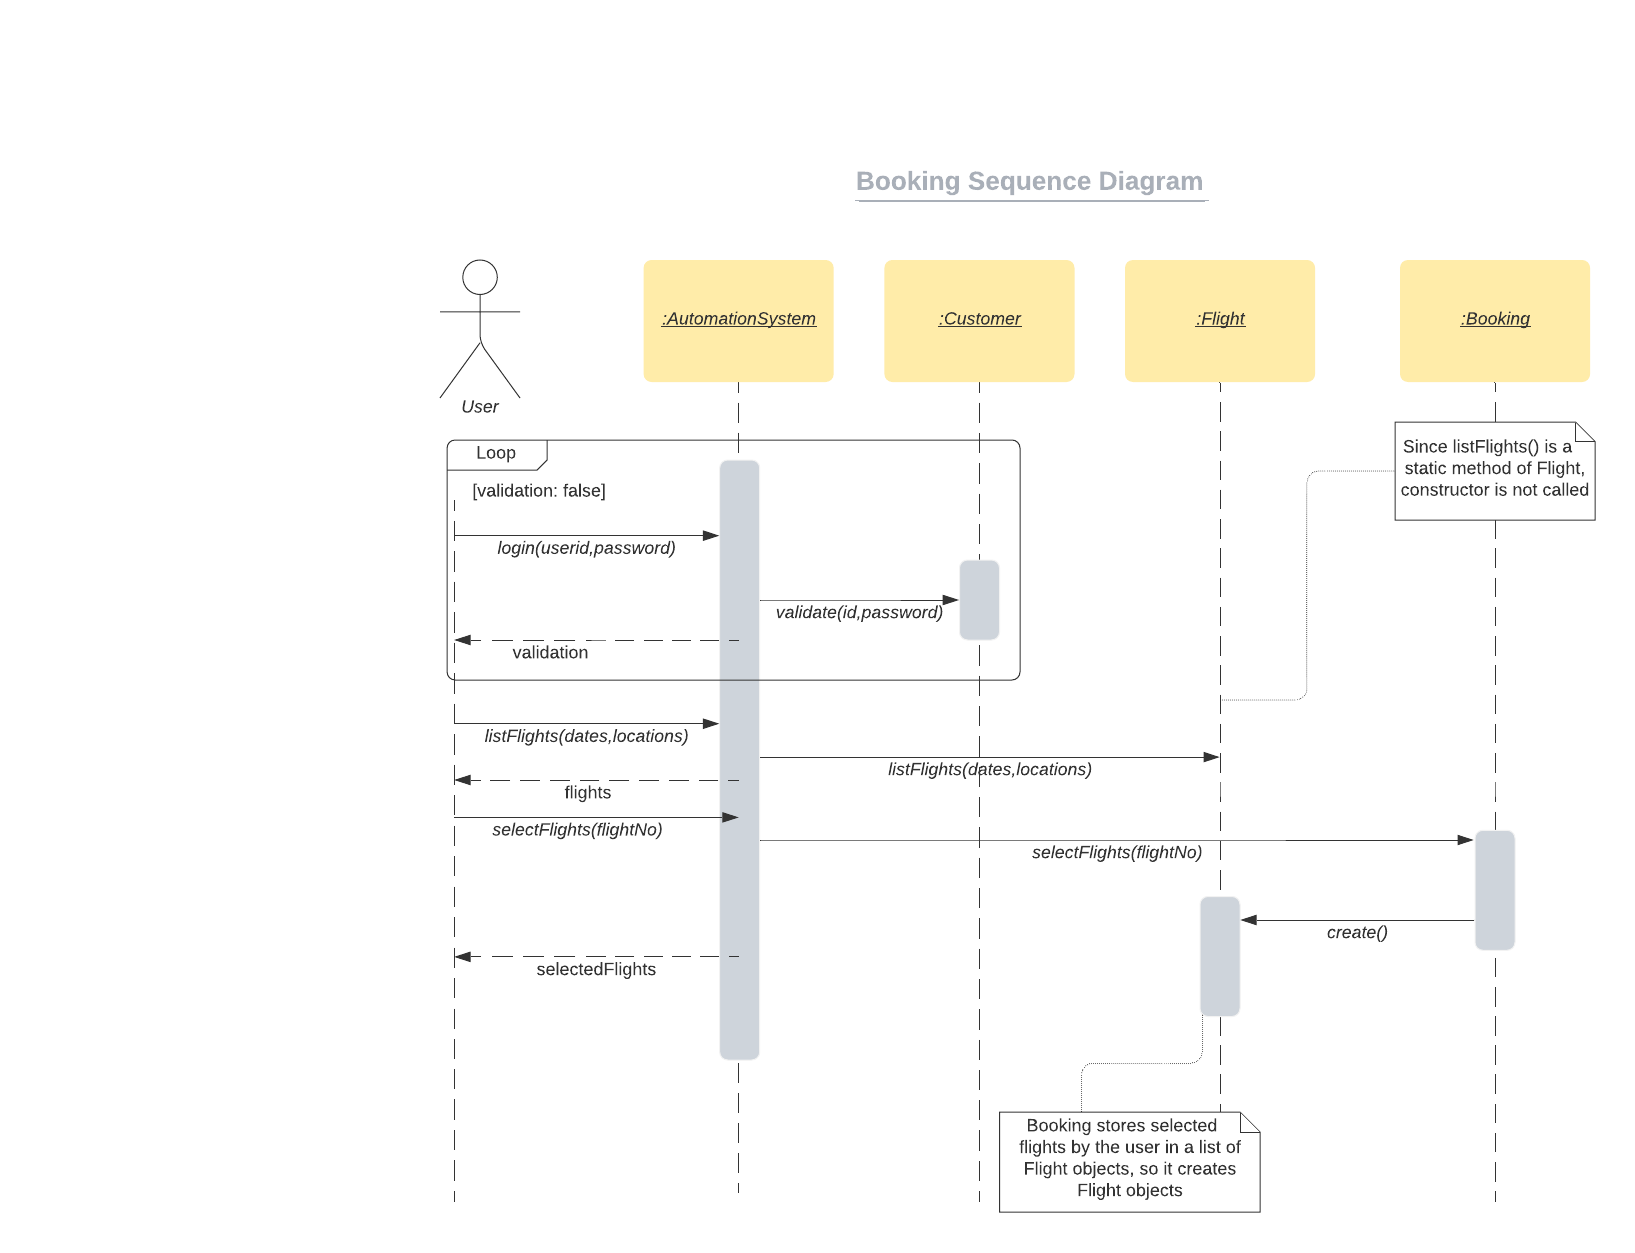 Booking Sequence Diagram
:AutomationSystem
:Customer
:Flight
:Booking
User
Loop
[validation: false]
Since listFlights() is a
static method of Flight,
constructor is not called
login(userid,password)
validate(id,password)
validation
listFlights(dates,locations)
listFlights(dates,locations)
flights
selectFlights(flightNo)
selectFlights(flightNo)
create()
selectedFlights
Booking stores selected
flights by the user in a list of
Flight objects, so it creates
Flight objects